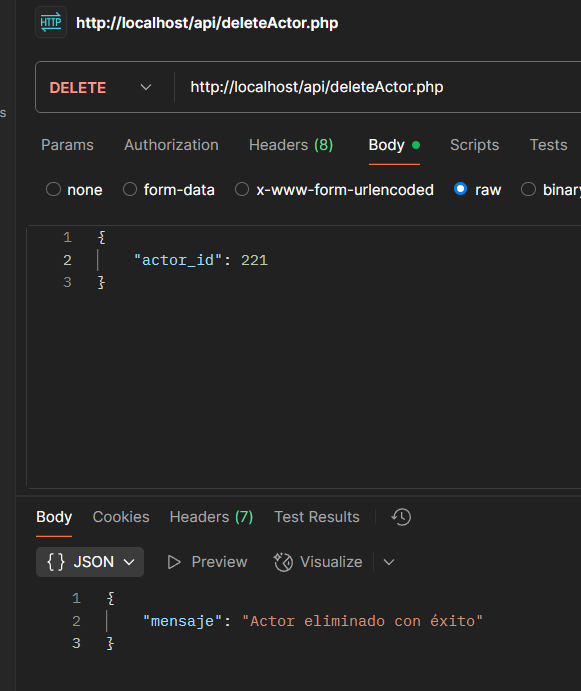 HTTP http://localhost/api/deleteActor.php
DELETE http://localhost/api/deleteActor.php
s
Params Authorization Headers (8) Body Scripts Tests
none form-data x-www-form-urlencoded raw binary
1 {
2 "actor_id": 221
3 }
Body Cookies Headers (7) Test Results
{} JSON Preview Visualize
1 {
2 "mensaje": "Actor eliminado con éxito"
3 }